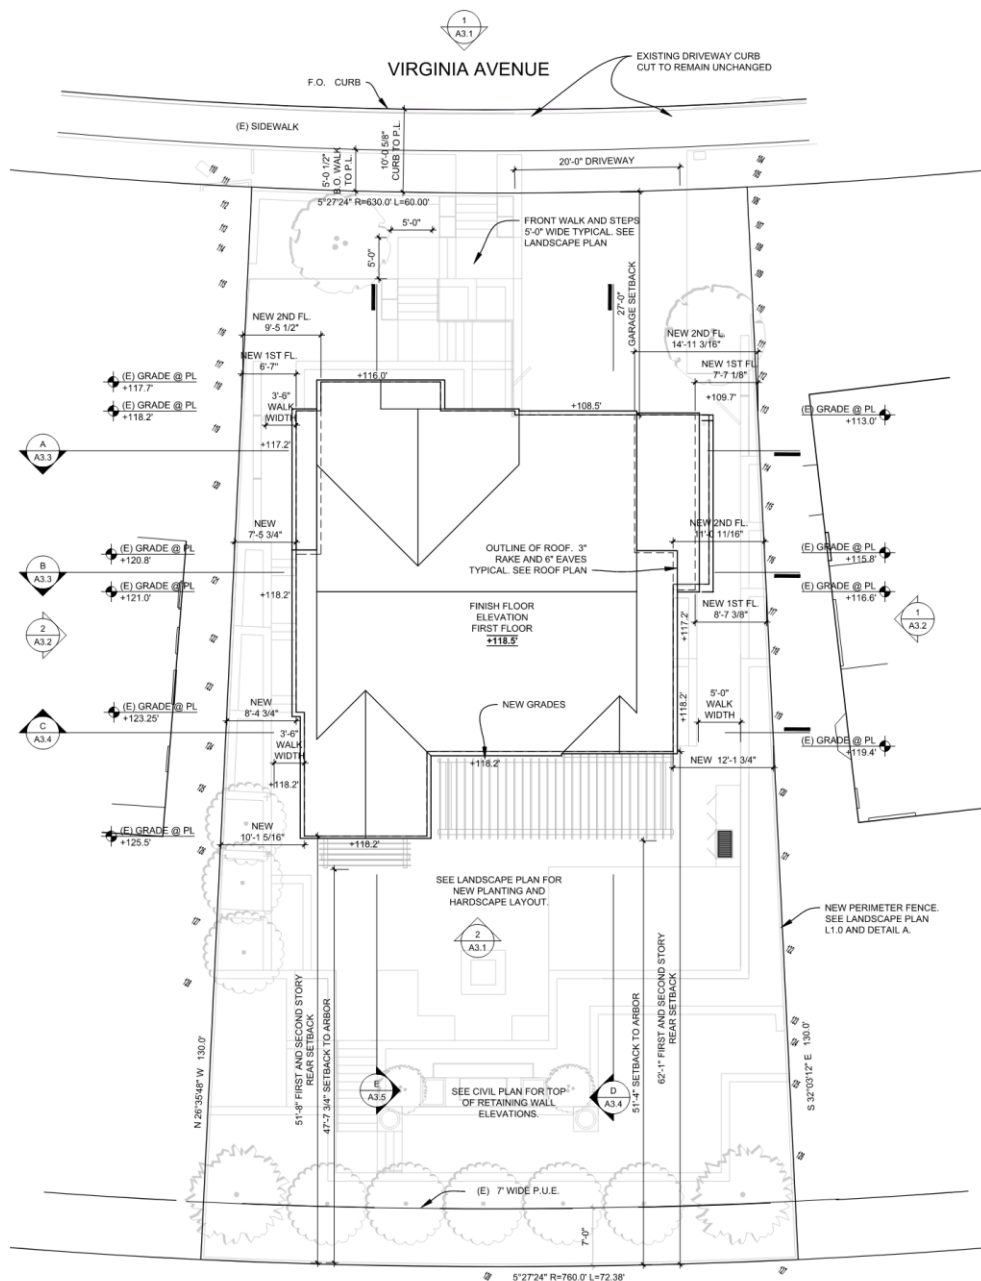 1
A3.1
VIRGINIA AVENUE
EXISTING DRIVEWAY CURB
CUT TO REMAIN UNCHANGED
F.O. CURB
(E) SIDEWALK
5'-0 1/2"
B.O. WALK
TO P.L.
10'-0 5/8"
CURB TO P.L.
20'-0" DRIVEWAY
5°27'24" R=630.0' L=60.00'
5'-0"
5'-0"
FRONT WALK AND STEPS
5'-0" WIDE TYPICAL. SEE
LANDSCAPE PLAN
27'-0"
GARAGE SETBACK
NEW 2ND FL.
9'-5 1/2"
NEW 2ND FL.
14'-11 3/16"
NEW 1ST FL.
6'-7"
NEW 1ST FL.
7'-7 1/8"
+116.0'
+109.7'
+108.5'
(E) GRADE @ PL
+117.7'
(E) GRADE @ PL
+118.2'
3'-6"
WALK
WIDTH
(E) GRADE @ PL
+113.0'
A
A3.3
+117.2'
NEW
7'-5 3/4"
NEW 2ND FL.
11'-0 11/16"
OUTLINE OF ROOF. 3"
RAKE AND 6" EAVES
TYPICAL. SEE ROOF PLAN
(E) GRADE @ PL
+120.8'
(E) GRADE @ PL
+115.8'
B
A3.3
(E) GRADE @ PL
+121.0'
+118.2'
(E) GRADE @ PL
+116.6'
FINISH FLOOR
ELEVATION
FIRST FLOOR
+118.5'
NEW 1ST FL.
8'-7 3/8"
+117.2'
2
A3.2
1
A3.2
(E) GRADE @ PL
+123.25'
NEW
8'-4 3/4"
NEW GRADES
+118.2'
5'-0"
WALK
WIDTH
C
A3.4
3'-6"
WALK
WIDTH
(E) GRADE @ PL
+119.4'
+118.2'
+118.2'
NEW 12'-1 3/4"
(E) GRADE @ PL
+125.5'
NEW
10'-1 5/16"
+118.2'
SEE LANDSCAPE PLAN FOR
NEW PLANTING AND
HARDSCAPE LAYOUT.
2
A3.1
NEW PERIMETER FENCE.
SEE LANDSCAPE PLAN
L1.0 AND DETAIL A.
N 26°35'48" W 130.0'
51'-8" FIRST AND SECOND STORY
REAR SETBACK
47'-7 3/4" SETBACK TO ARBOR
51'-4" SETBACK TO ARBOR
62'-1" FIRST AND SECOND STORY
REAR SETBACK
S 32°03'12" E 130.0'
E
A3.5
SEE CIVIL PLAN FOR TOP
OF RETAINING WALL
ELEVATIONS.
D
A3.4
(E) 7' WIDE P.U.E.
7'-0"
5°27'24" R=760.0' L=72.38'